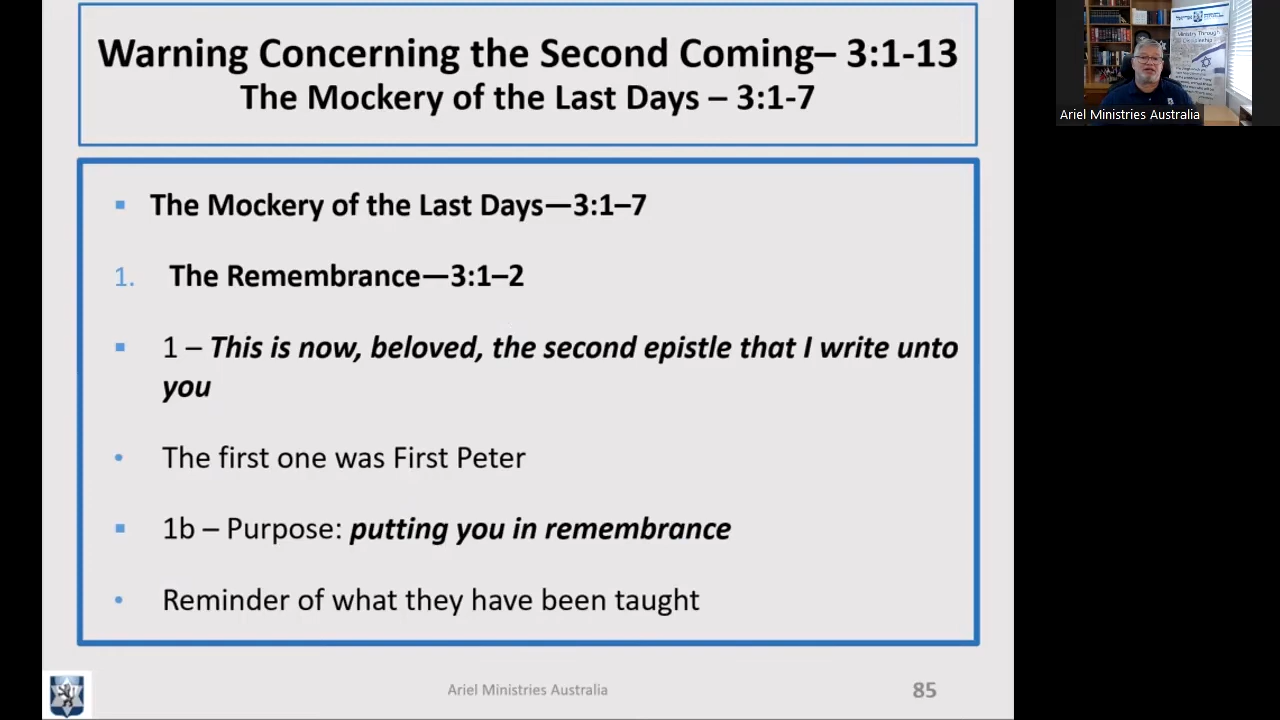 Warning Concerning the Second Coming– 3:1-13
The Mockery of the Last Days – 3:1-7
▪ The Mockery of the Last Days—3:1–7
1. The Remembrance—3:1–2
▪ 1 – This is now, beloved, the second epistle that I write unto
you
• The first one was First Peter
▪ 1b – Purpose: putting you in remembrance
• Reminder of what they have been taught
Ariel Ministries Australia
85
Ministry Through
Discipleship
Ariel Ministries Australia